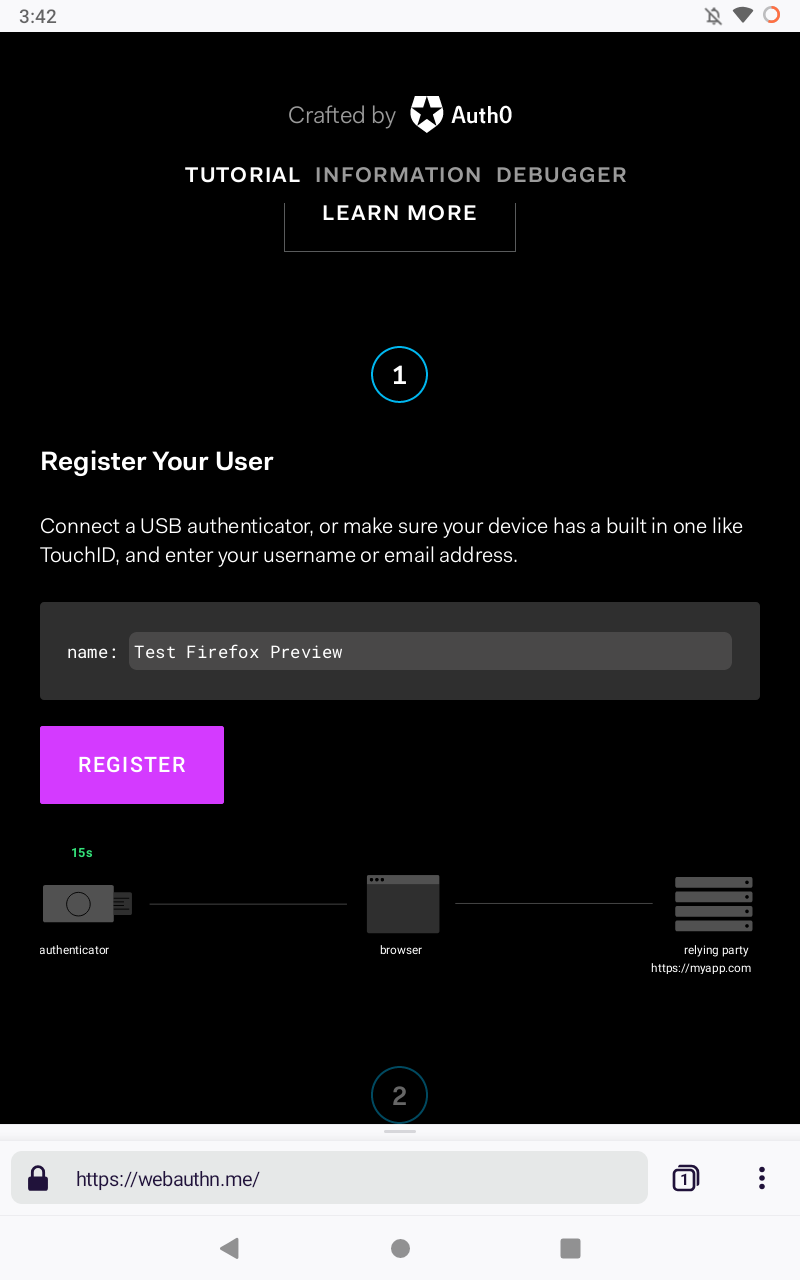 3:42
Crafted by Auth0
TUTORIAL INFORMATION DEBUGGER
LEARN MORE
1
Register Your User
Connect a USB authenticator, or make sure your device has a built in one like
TouchID, and enter your username or email address.
name: Test Firefox Preview
REGISTER
15s
authenticator browser relying party
https://myapp.com
2
https://webauthn.me/ 1